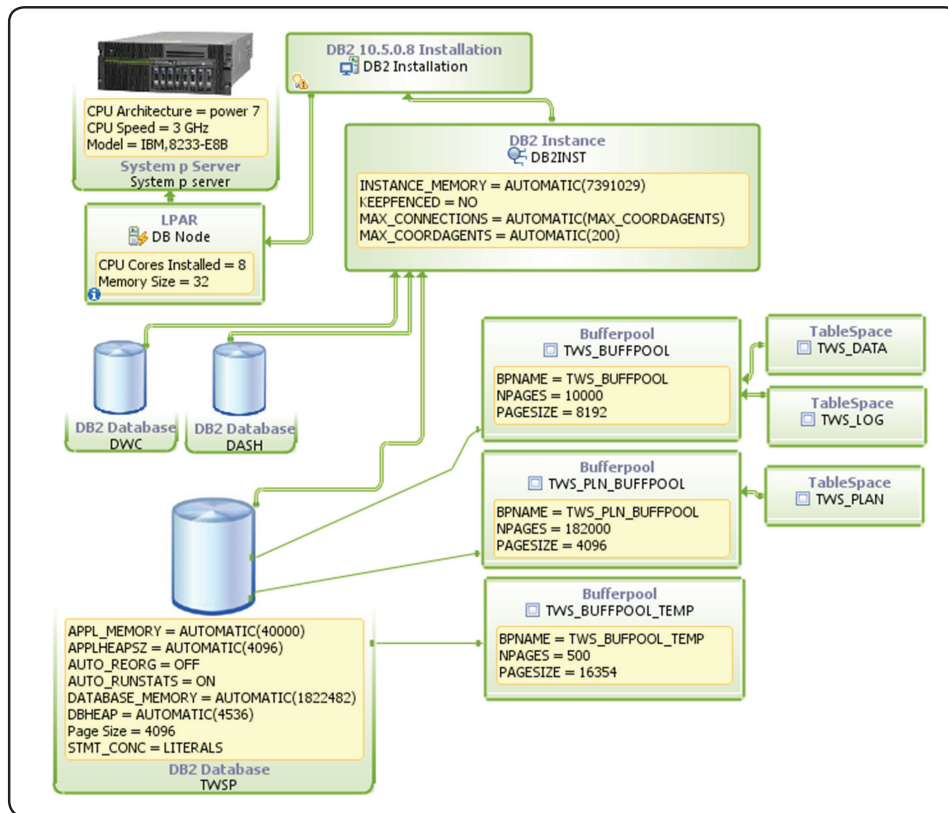 DB2 10.5.0.8 Installation
DB2 Installation
CPU Architecture = power 7
CPU Speed = 3 GHz
Model = IBM,8233-E8B
System p Server
System p server
DB2 Instance
DB2INST
INSTANCE_MEMORY = AUTOMATIC(7391029)
KEEPFENCED = NO
MAX_CONNECTIONS = AUTOMATIC(MAX_COORDAGENTS)
MAX_COORDAGENTS = AUTOMATIC(200)
LPAR
DB Node
CPU Cores Installed = 8
Memory Size = 32
DB2 Database
DWC
DB2 Database
DASH
Bufferpool
TWS_BUFFPOOL
BPNAME = TWS_BUFFPOOL
NPAGES = 10000
PAGESIZE = 8192
TableSpace
TWS_DATA
TableSpace
TWS_LOG
Bufferpool
TWS_PLN_BUFFPOOL
BPNAME = TWS_PLN_BUFFPOOL
NPAGES = 182000
PAGESIZE = 4096
TableSpace
TWS_PLAN
Bufferpool
TWS_BUFFPOOL_TEMP
BPNAME = TWS_BUFPOOL_TEMP
NPAGES = 500
PAGESIZE = 16354
APPL_MEMORY = AUTOMATIC(40000)
APPLHEAPSZ = AUTOMATIC(4096)
AUTO_REORG = OFF
AUTO_RUNSTATS = ON
DATABASE_MEMORY = AUTOMATIC(1822482)
DBHEAP = AUTOMATIC(4536)
Page Size = 4096
STMT_CONC = LITERALS
DB2 Database
TWSP